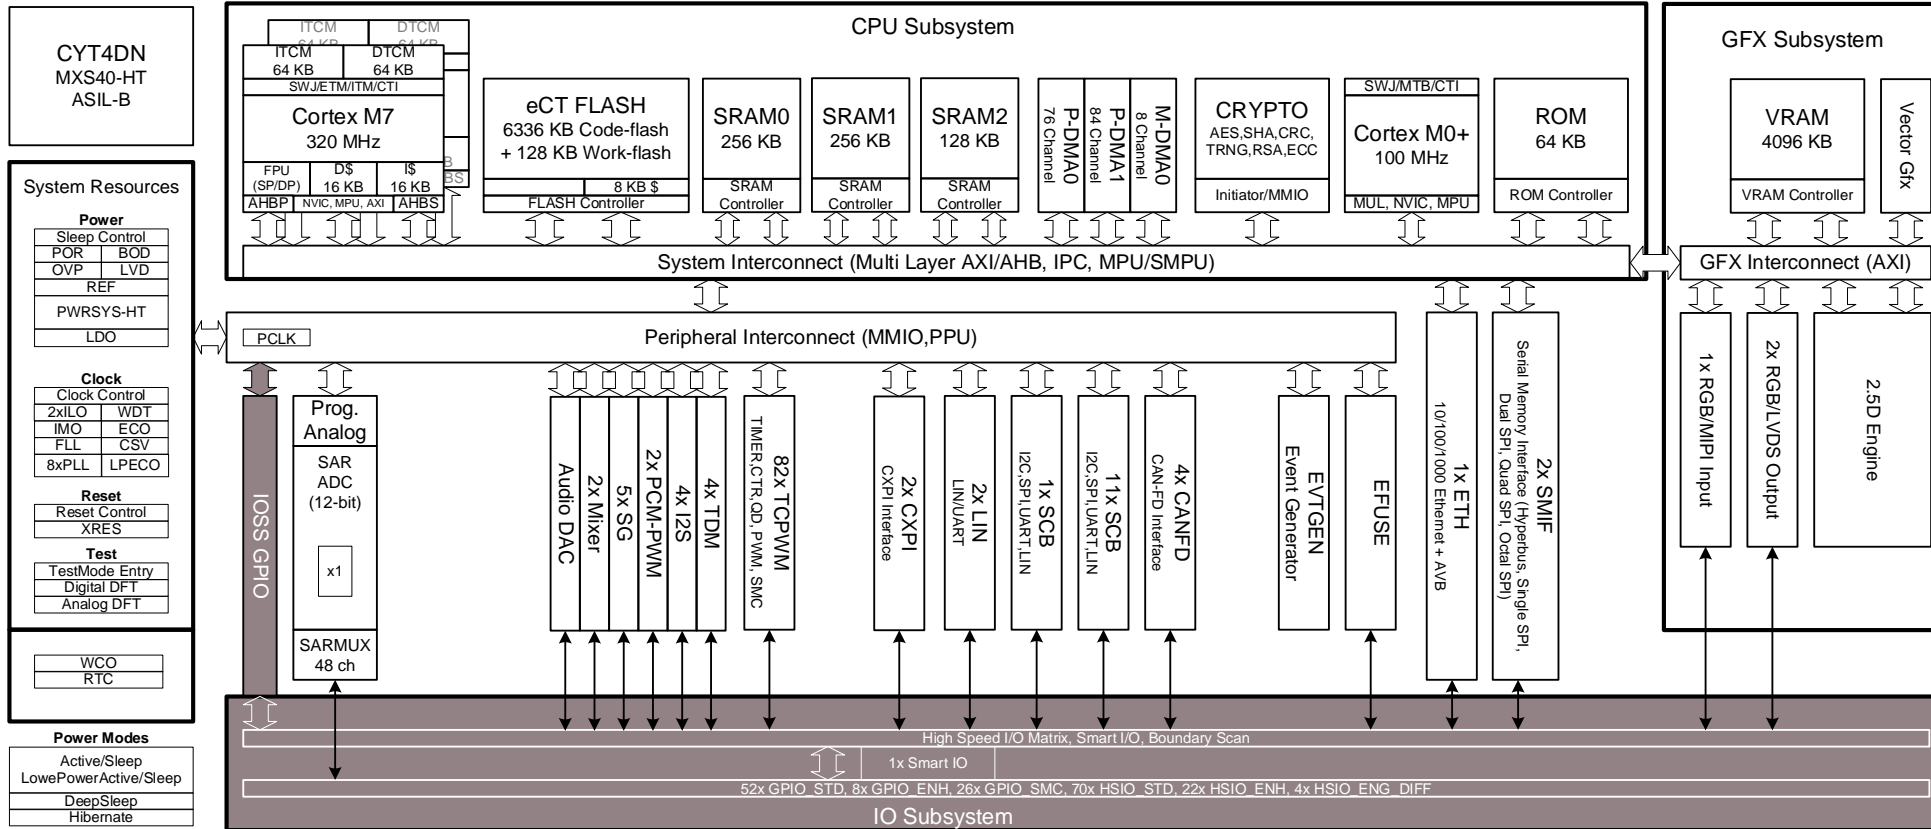 CYT4DN
MXS40-HT
ASIL-B
System Resources
Power
Sleep Control
POR BOD
OVP LVD
REF
PWRSYS-HT
LDO
Clock
Clock Control
2xILO WDT
IMO ECO
FLL CSV
8xPLL LPECO
Reset
Reset Control
XRES
Test
TestMode Entry
Digital DFT
Analog DFT
WCO
RTC
Power Modes
Active/Sleep
LowePowerActive/Sleep
DeepSleep
Hibernate
CPU Subsystem
ITCM DTCM
64 KB 64 KB
ITCM DTCM
64 KB 64 KB
SWJ/ETM/ITM/CTI
Cortex M7
320 MHz
FPU
(SP/DP)
D$
16 KB
I$
16 KB
AHBP
NVIC, MPU, AXI
AHBS
B
BS
eCT FLASH
6336 KB Code-flash
+ 128 KB Work-flash
8 KB $
FLASH Controller
SRAM0
256 KB
SRAM
Controller
SRAM1
256 KB
SRAM
Controller
SRAM2
128 KB
SRAM
Controller
P-DMA0
76 Channel
P-DMA1
84 Channel
M-DMA0
8 Channel
CRYPTO
AES,SHA,CRC,
TRNG,RSA,ECC
Initiator/MMIO
SWJ/MTB/CTI
Cortex M0+
100 MHz
MUL, NVIC, MPU
ROM
64 KB
ROM Controller
System Interconnect (Multi Layer AXI/AHB, IPC, MPU/SMPU)
GFX Subsystem
VRAM
4096 KB
VRAM Controller
Vector Gfx
GFX Interconnect (AXI)
1x RGB/MIPI Input
2x RGB/LVDS Output
2.5D Engine
PCLK
Peripheral Interconnect (MMIO,PPU)
IOSS GPIO
Prog.
Analog
SAR
ADC
(12-bit)
x1
SARMUX
48 ch
Audio DAC
2x Mixer
5x SG
2x PCM-PWM
4x I2S
4x TDM
82x TCPWM
TIMER,CTR,QD, PWM, SMC
2x CXPI
CXPI Interface
2x LIN
LIN/UART
1x SCB
I2C,SPI,UART,LIN
11x SCB
I2C,SPI,UART,LIN
4x CANFD
CAN-FD Interface
EVTGEN
Event Generator
EFUSE
1x ETH
10/100/1000 Ethernet + AVB
2x SMIF
Serial Memory Interface (Hyperbus, Single SPI,
Dual SPI, Quad SPI, Octal SPI)
High Speed I/O Matrix, Smart I/O, Boundary Scan
1x Smart IO
52x GPIO_STD, 8x GPIO_ENH, 26x GPIO_SMC, 70x HSIO_STD, 22x HSIO_ENH, 4x HSIO_ENG_DIFF
IO Subsystem